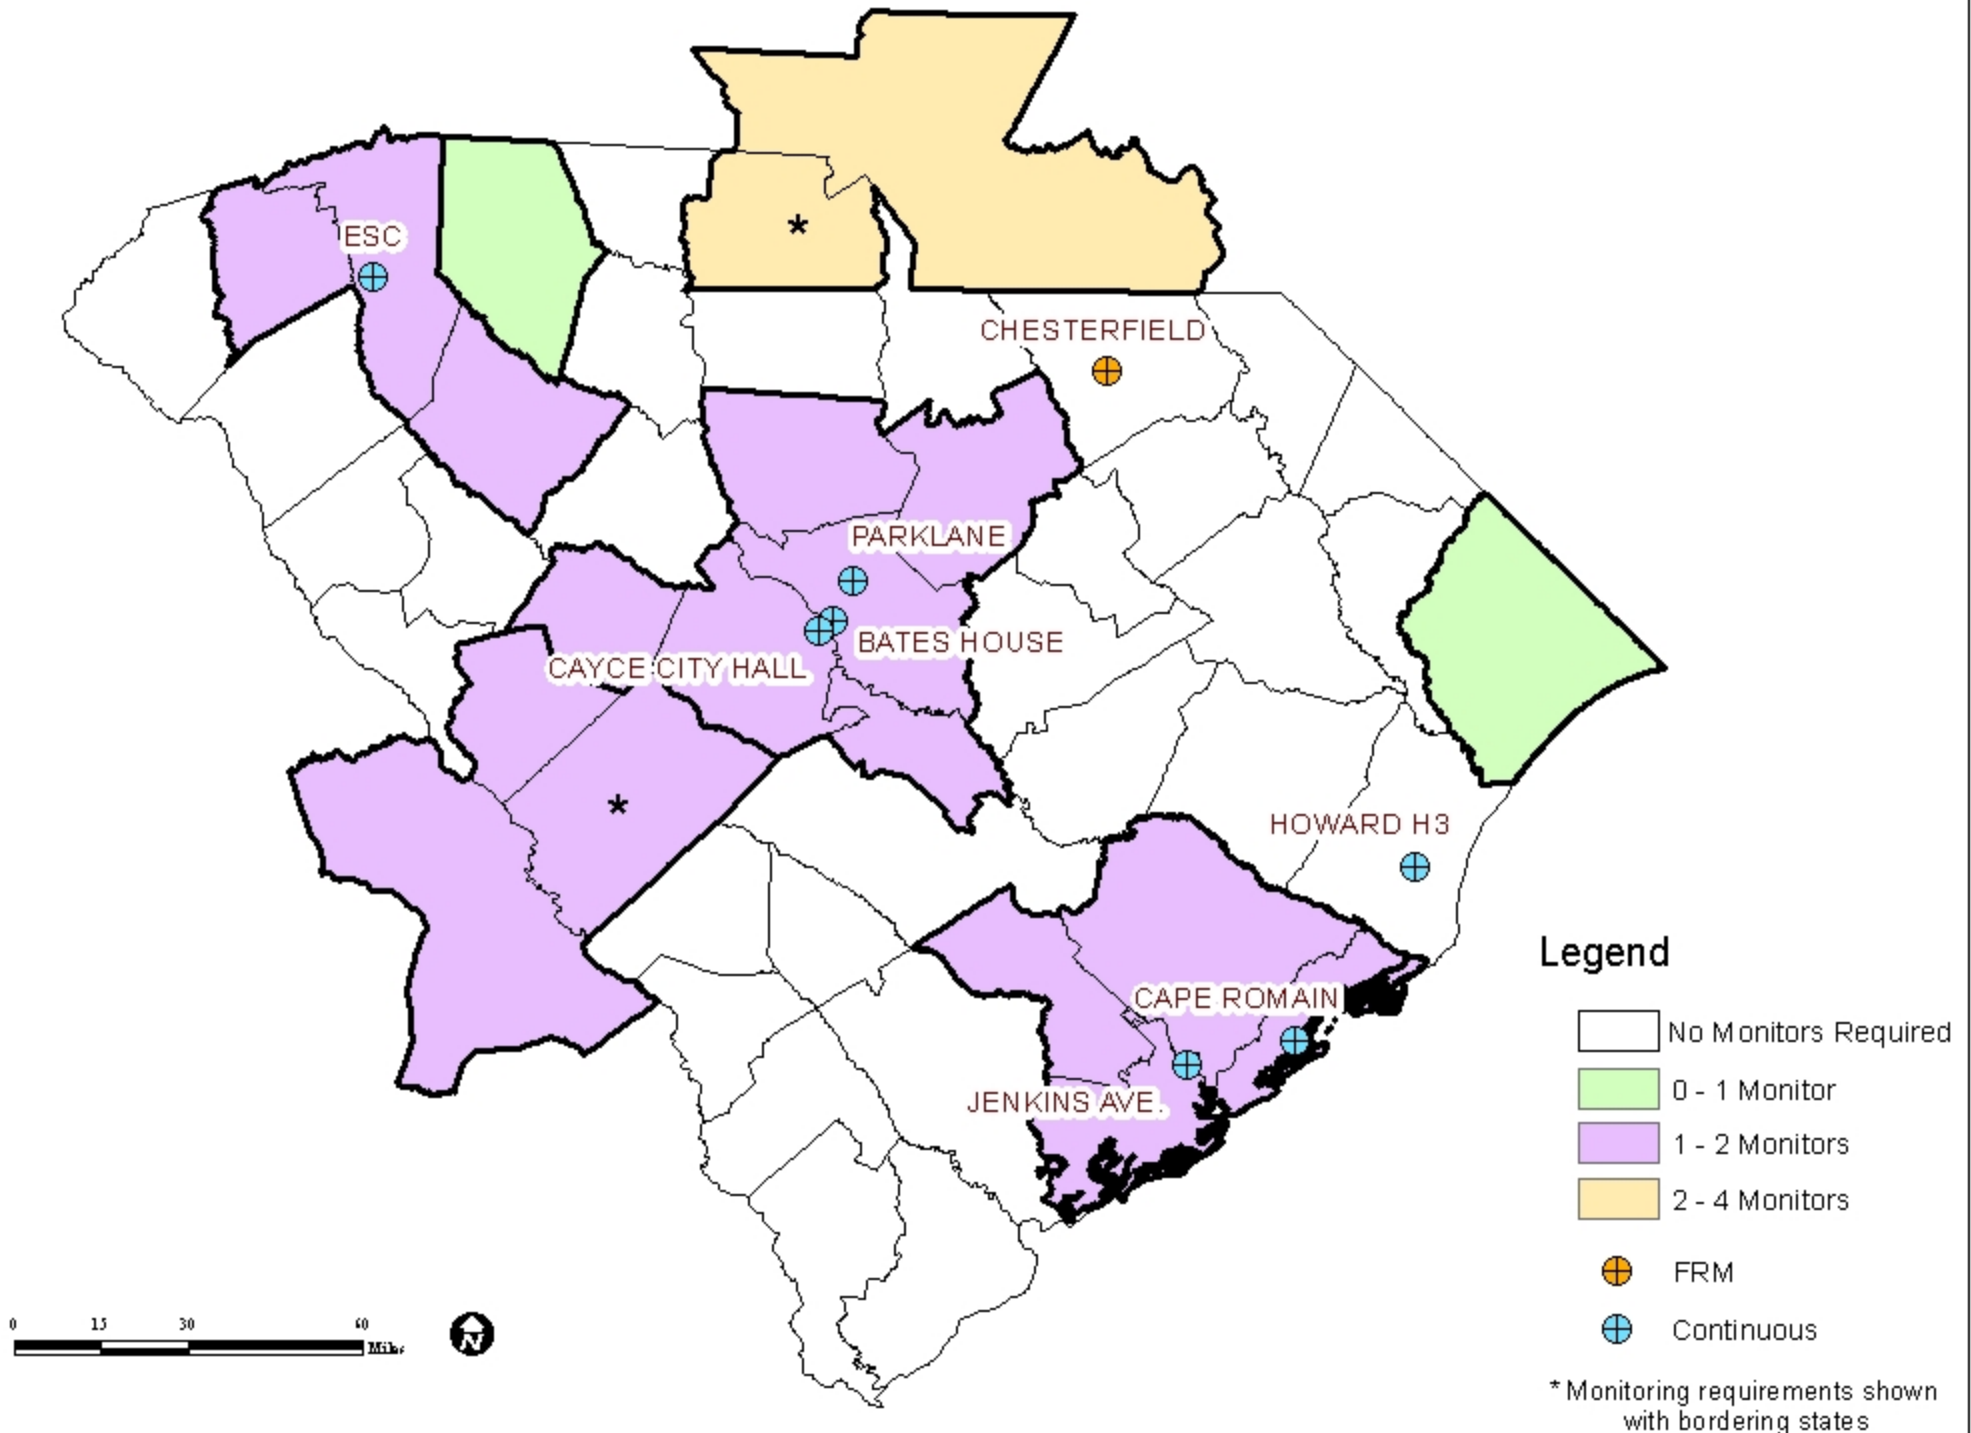 *
ESC
CHESTERFIELD
PARKLANE
BATES HOUSE
CAYCE CITY HALL
*
HOWARD H3
CAPE ROMAIN
JENKINS AVE.
Legend
No Monitors Required
0 - 1 Monitor
1 - 2 Monitors
2 - 4 Monitors
FRM
Continuous
* Monitoring requirements shown
with bordering states
0 15 30 60
Miles
N